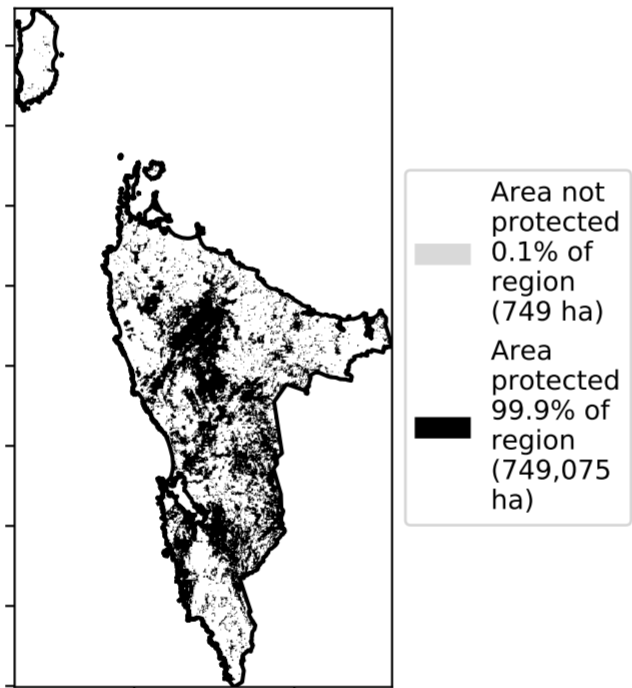 Area not
protected
0.1% of
region
(749 ha)
Area
protected
99.9% of
region
(749,075
ha)